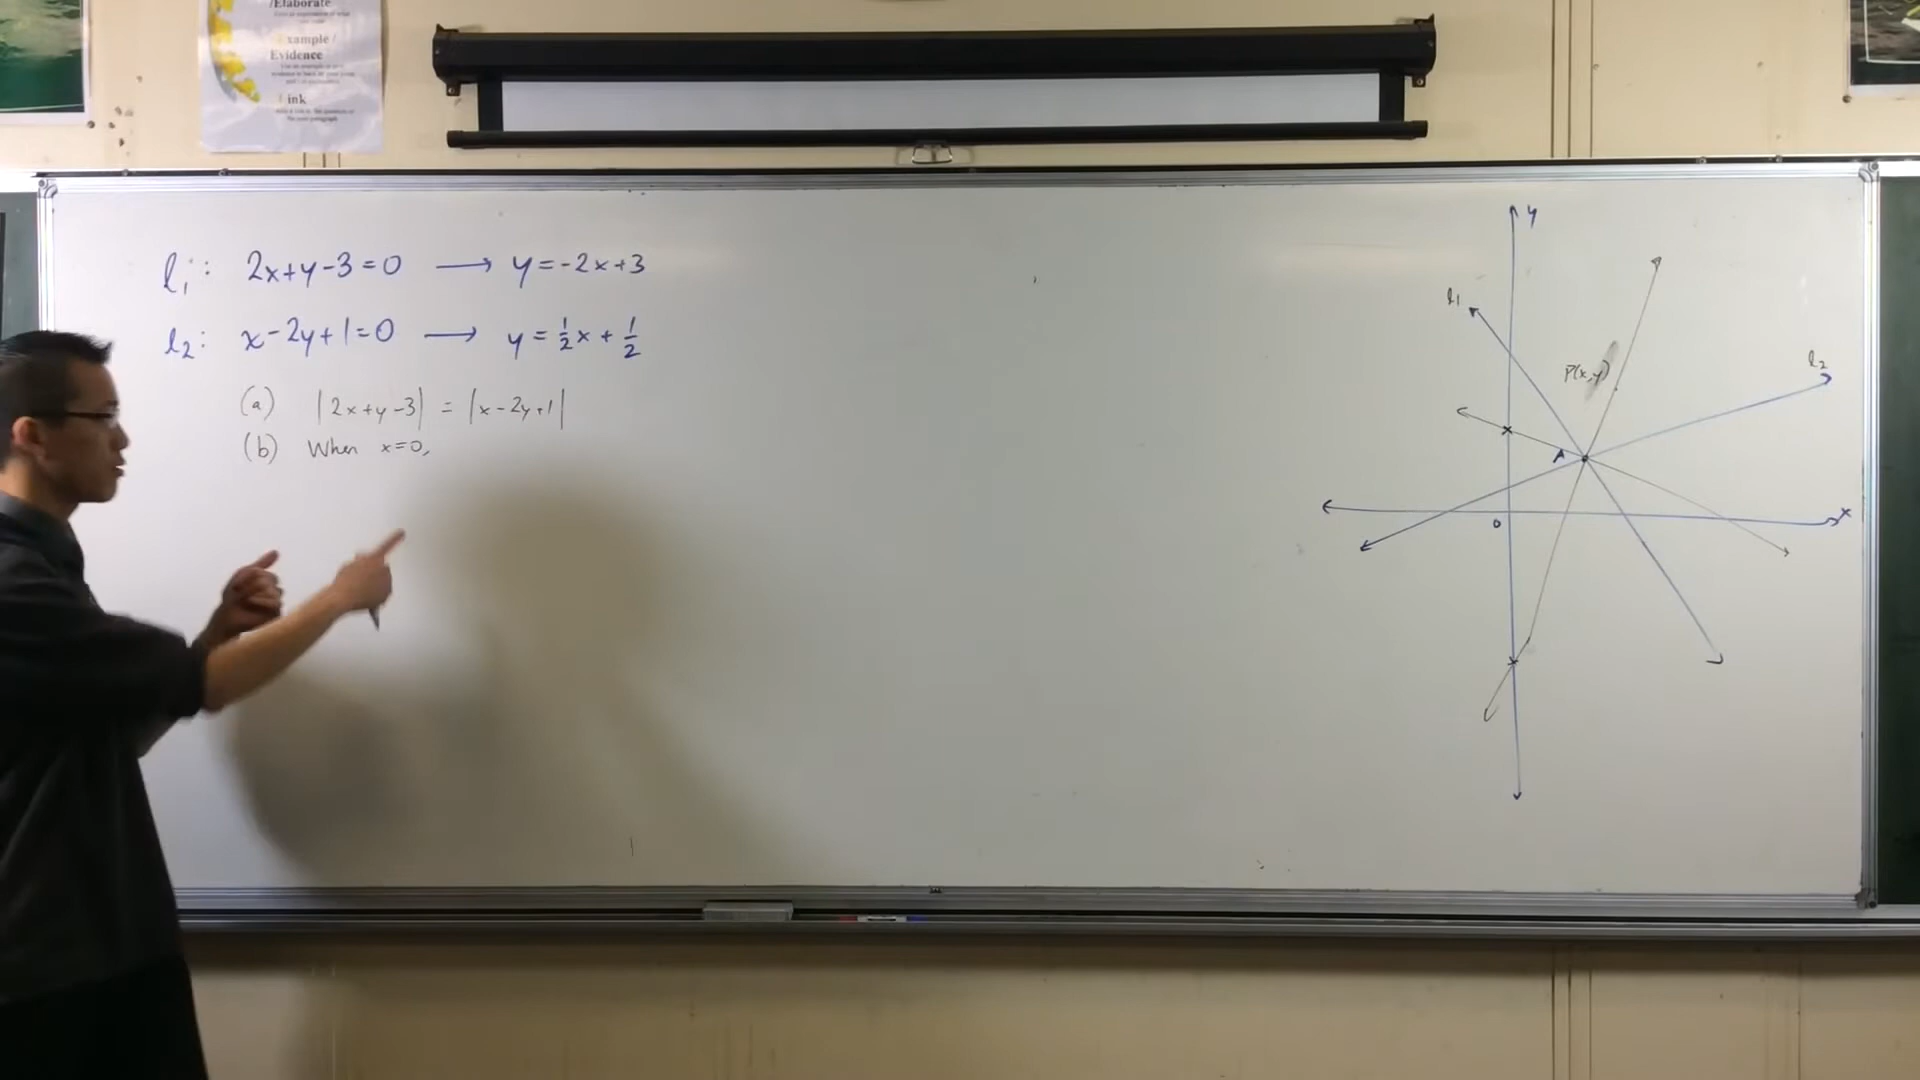 /Elaborate
Example /
Evidence
ink
l₁: 2x+y-3=0 → y=-2x+3
l₂: x-2y+1=0 → y=½x+½
(a) |2x+y-3| = |x-2y+1|
(b) When x=0,
y
l₁
P(x,y)
l₂
A
0
x